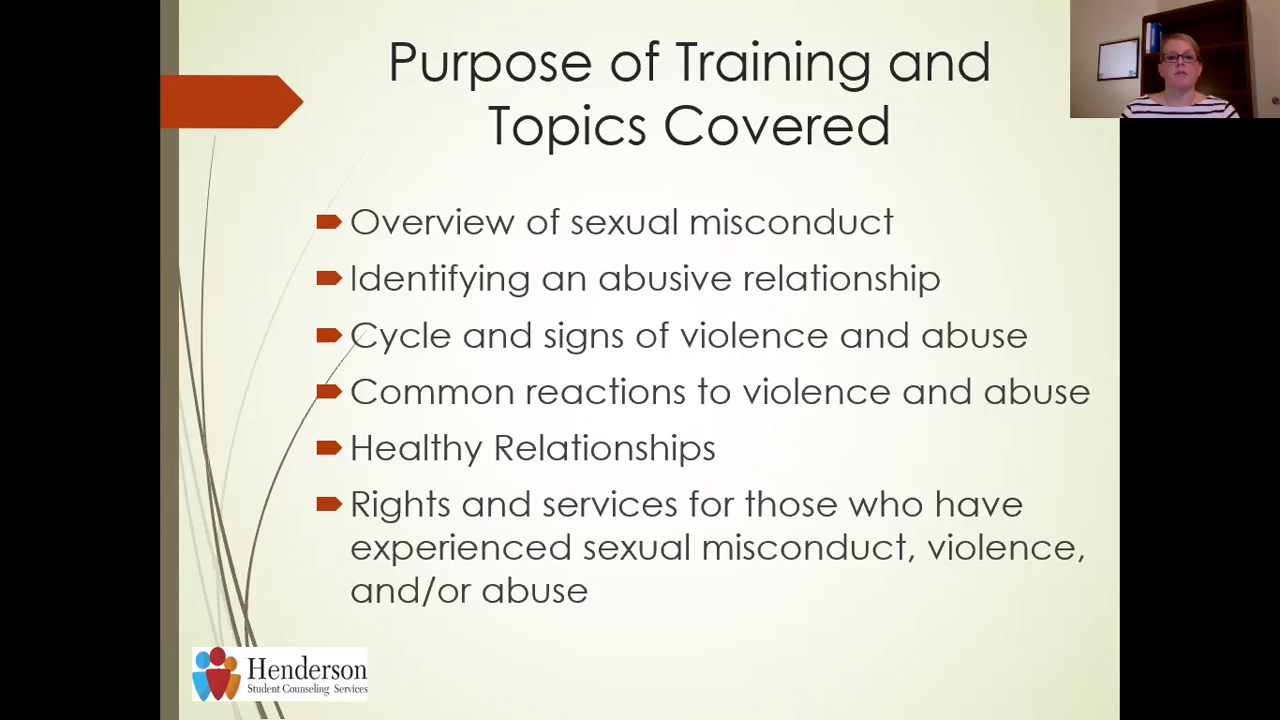 Purpose of Training and
Topics Covered
Overview of sexual misconduct
Identifying an abusive relationship
Cycle and signs of violence and abuse
Common reactions to violence and abuse
Healthy Relationships
Rights and services for those who have
experienced sexual misconduct, violence,
and/or abuse
Henderson
Student Counseling Services